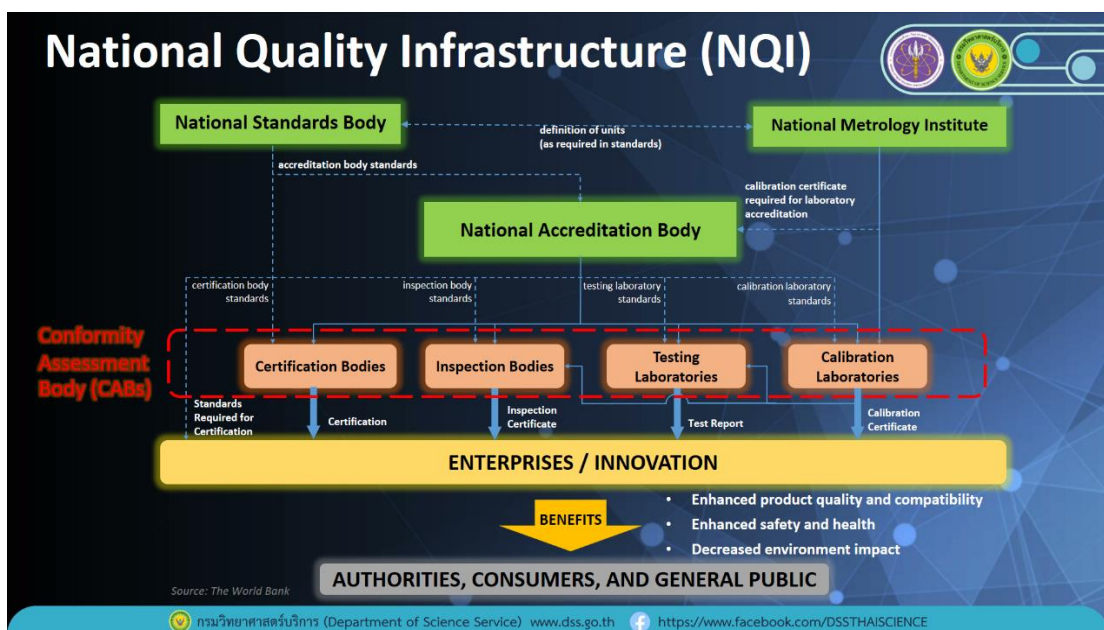 National Quality Infrastructure (NQI)
National Standards Body
definition of units
(as required in standards)
National Metrology Institute
accreditation body standards
calibration certificate
required for laboratory
accreditation
National Accreditation Body
certification body
standards
inspection body
standards
testing laboratory
standards
calibration laboratory
standards
Conformity
Assessment
Body (CABs)
Certification Bodies
Inspection Bodies
Testing
Laboratories
Calibration
Laboratories
Standards
Required for
Certification
Certification
Inspection
Certificate
Test Report
Calibration
Certificate
ENTERPRISES / INNOVATION
BENEFITS
• Enhanced product quality and compatibility
• Enhanced safety and health
• Decreased environment impact
AUTHORITIES, CONSUMERS, AND GENERAL PUBLIC
Source: The World Bank
กรมวิทยาศาสตร์บริการ (Department of Science Service) www.dss.go.th https://www.facebook.com/DSSTHAISCIENCE